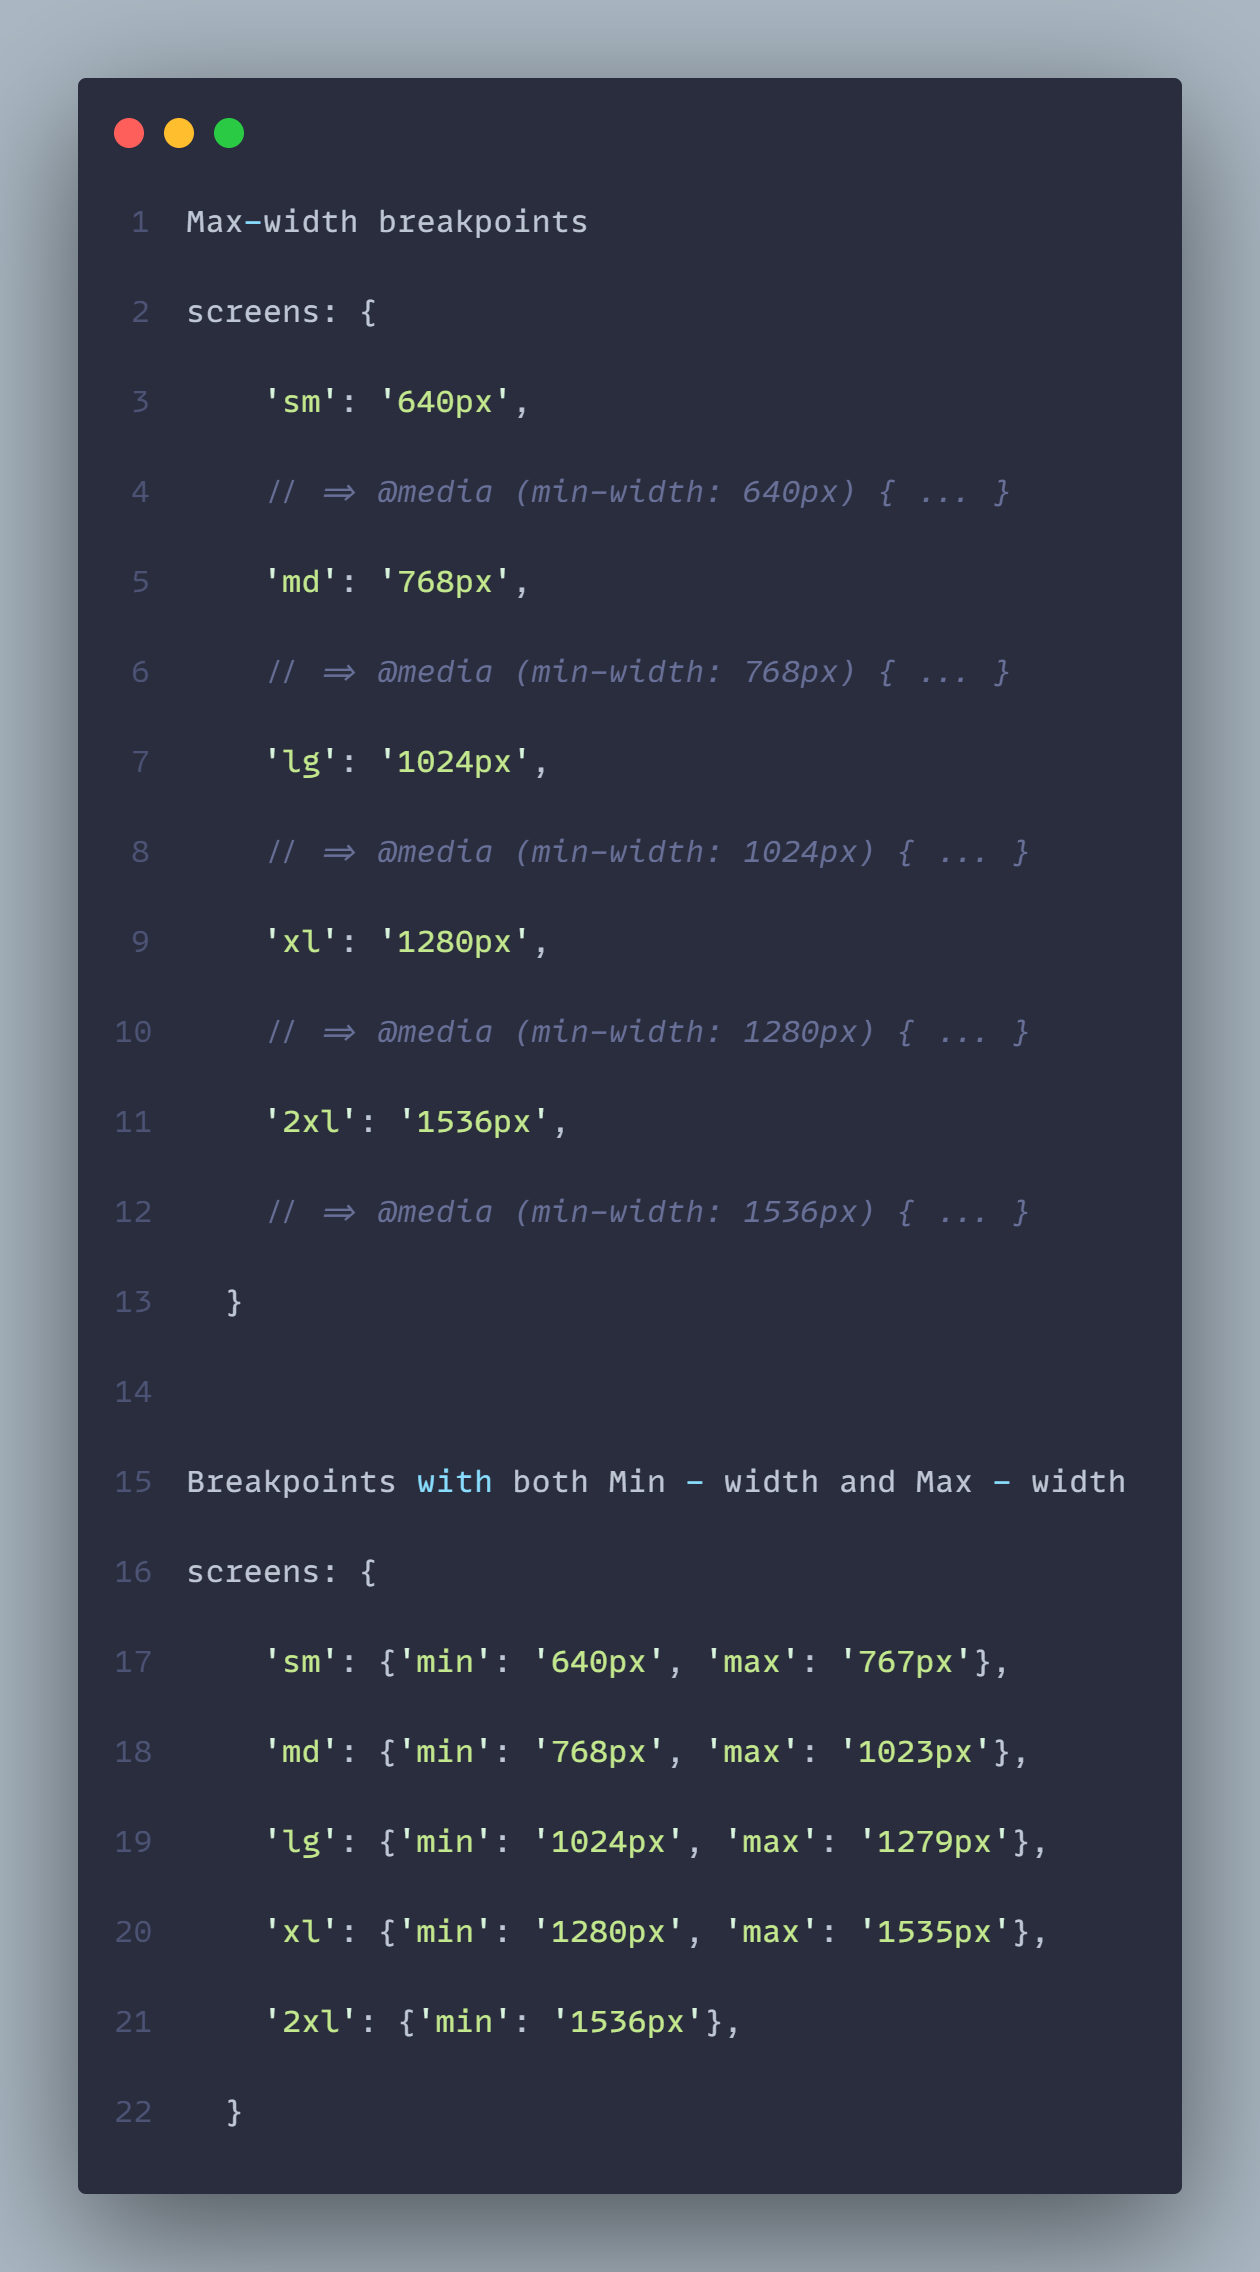 1 Max-width breakpoints
2 screens: {
3 'sm': '640px',
4 // => @media (min-width: 640px) { ... }
5 'md': '768px',
6 // => @media (min-width: 768px) { ... }
7 'lg': '1024px',
8 // => @media (min-width: 1024px) { ... }
9 'xl': '1280px',
10 // => @media (min-width: 1280px) { ... }
11 '2xl': '1536px',
12 // => @media (min-width: 1536px) { ... }
13 }
14
15 Breakpoints with both Min - width and Max - width
16 screens: {
17 'sm': {'min': '640px', 'max': '767px'},
18 'md': {'min': '768px', 'max': '1023px'},
19 'lg': {'min': '1024px', 'max': '1279px'},
20 'xl': {'min': '1280px', 'max': '1535px'},
21 '2xl': {'min': '1536px'},
22 }